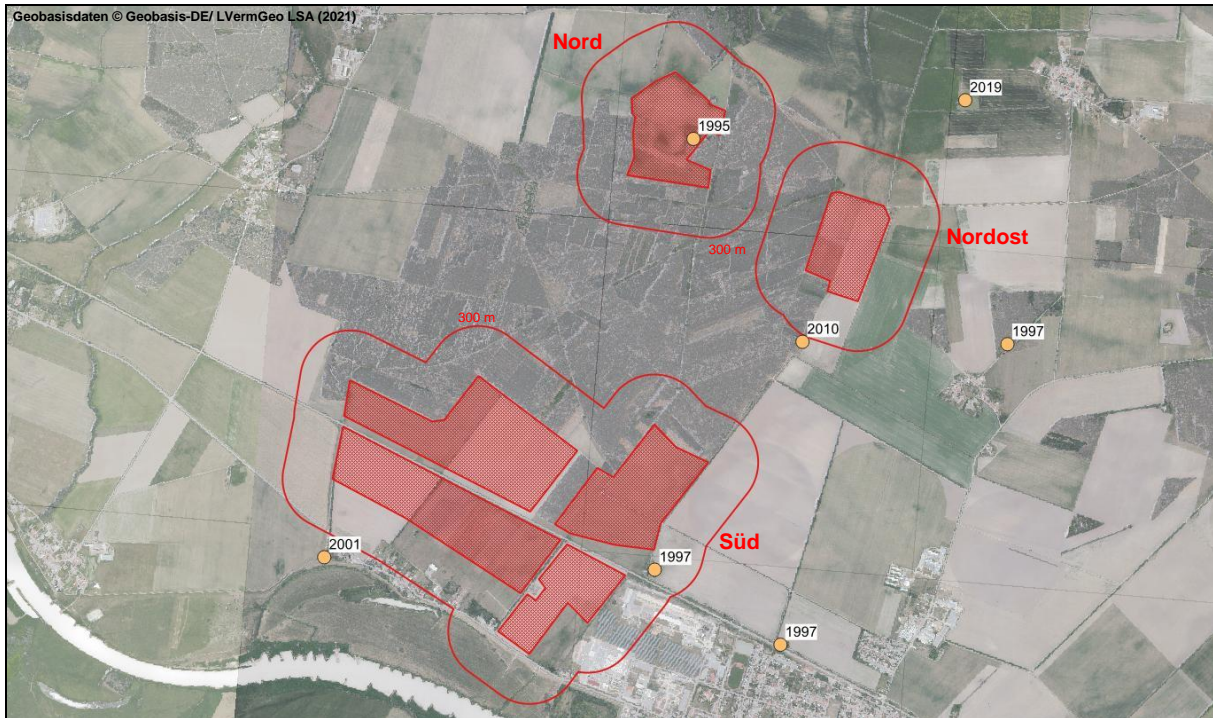 Geobasisdaten © Geobasis-DE/ LVermGeo LSA (2021)
Nord
2019
1995
Nordost
300 m
300 m
2010
1997
Süd
2001
1997
1997